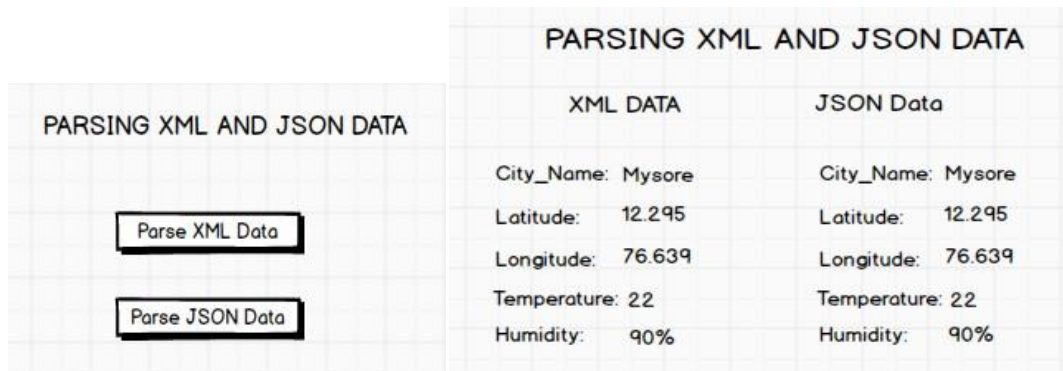 PARSING XML AND JSON DATA
Parse XML Data
Parse JSON Data
PARSING XML AND JSON DATA
XML DATA
City_Name: Mysore
Latitude: 12.295
Longitude: 76.639
Temperature: 22
Humidity: 90%
JSON Data
City_Name: Mysore
Latitude: 12.295
Longitude: 76.639
Temperature: 22
Humidity: 90%